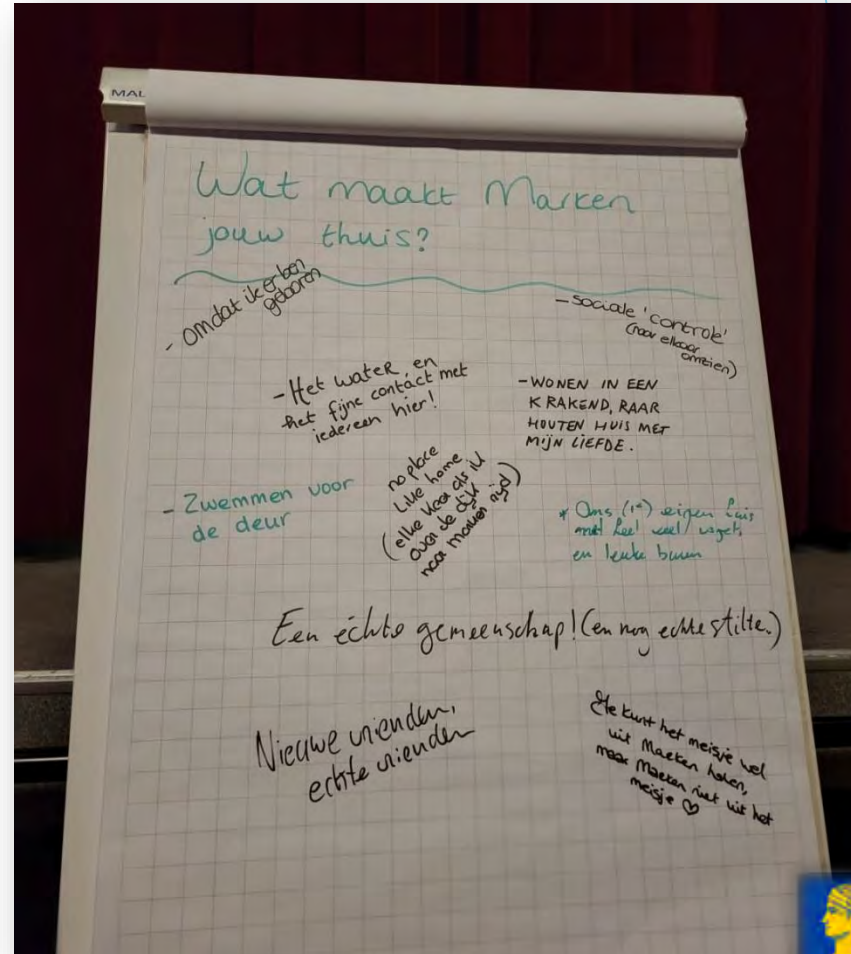 MAL
Wat maakt Marken
jouw thuis?
- omdat ik er ben
geboren
- sociale 'controle'
(naar elkaar
omzien)
- Het water, en
het fijne contact met
iedereen hier!
- WONEN IN EEN
KRAKEND, RAAR
HOUTEN HUIS MET
MIJN LIEFDE.
- Zwemmen voor
de deur
no place
like home
(elke keer als ik
over de dijk
naar Marken rijd)
* Ons (1e) eigen huis
met heel veel vogels
en leuke buren
Een échte gemeenschap! (en nog echte stilte.)
Nieuwe vrienden,
echte vrienden
Je kunt het meisje wel
uit Marken halen,
maar Marken niet uit het
meisje ♡